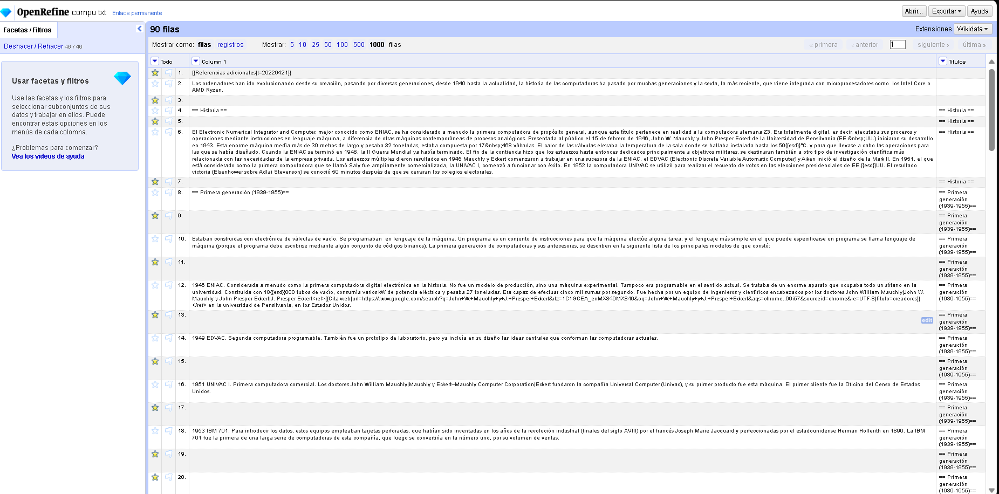 OpenRefine compu txt Enlace permanente
Abrir... Exportar Ayuda
Facetas / Filtros
90 filas
Extensiones Wikidata
Deshacer / Rehacer 46 / 46
Mostrar como: filas registros Mostrar: 5 10 25 50 100 500 1000 filas
« primera ‹ anterior 1 siguiente › última »
Usar facetas y filtros
Use las facetas y los filtros para
seleccionar subconjuntos de sus
datos y trabajar en ellos. Puede
encontrar estas opciones en los
menús de cada colomna.
¿Problemas para comenzar?
Vea los videos de ayuda
Todo Column 1 Titulos
1. {{Referencias adicionales|t=20220421}}
2. Los ordenadores han ido evolucionando desde su creación, pasando por diversas generaciones, desde 1940 hasta la actualidad, la historia de las computadoras ha pasado por muchas generaciones y la sexta, la más reciente, que viene integrada con microprocesadores como los Intel Core o
AMD Ryzen.
3.
4. == Historia == == Historia ==
5. == Historia ==
6. El Electronic Numerical Integrator and Computer, mejor conocido como ENIAC, se ha considerado a menudo la primera computadora de propósito general, aunque este título pertenece en realidad a la computadora alemana Z3. Era totalmente digital, es decir, ejecutaba sus procesos y == Historia ==
operaciones mediante instrucciones en lenguaje máquina, a diferencia de otras máquinas contemporáneas de procesos analógicos. Presentada al público el 15 de febrero de 1946, John W. Mauchly y John Presper Eckert de la Universidad de Pensilvania (EE.&nbsp;UU.) iniciaron su desarrollo
en 1943. Esta enorme máquina medía más de 30 metros de largo y pesaba 32 toneladas, estaba compuesta por 17&nbsp;468 válvulas. El calor de las válvulas elevaba la temperatura de la sala donde se hallaba instalada hasta los 50{{esd}}°C. y para que llevase a cabo las operaciones para
las que se había diseñado. Cuando la ENIAC se terminó en 1946, la II Guerra Mundial ya había terminado. El fin de la contienda hizo que los esfuerzos hasta entonces dedicados principalmente a objetivos militares, se destinaran también a otro tipo de investigación científica más
relacionada con las necesidades de la empresa privada. Los esfuerzos múltiples dieron resultados en 1945 Mauchly y Eckert comenzaron a trabajar en una sucesora de la ENIAC, el EDVAC (Electronic Discrete Variable Automatic Computer) y Aiken inició el diseño de la Mark II. En 1951, el que
está considerado como la primera computadora que se llamó Saly fue ampliamente comercializada, la UNIVAC I, comenzó a funcionar con éxito. En 1952 la computadora UNIVAC se utilizó para realizar el recuento de votos en las elecciones presidenciales de EE.{{esd}}UU. El resultado
victoria (EIsenhower sobre Adlai Stevenson) se conoció 50 minutos después de que se cerraran los colegios electorales.
7. == Historia ==
8. == Primera generación (1939-1955)== == Primera
generación
(1939-1955)==
9. == Primera
generación
(1939-1955)==
10. Estaban construidas con electrónica de válvulas de vacío. Se programaban en lenguaje de la máquina. Un programa es un conjunto de instrucciones para que la máquina efectúe alguna tarea, y el lenguaje más simple en el que puede especificarse un programa se llama lenguaje de == Primera
máquina (porque el programa debe escribirse mediante algún conjunto de códigos binarios). La primera generación de computadoras y sus antecesores, se describen en la siguiente lista de los principales modelos de que constó: generación
(1939-1955)==
11. == Primera
generación
(1939-1955)==
12. 1946 ENIAC. Considerada a menudo como la primera computadora digital electrónica en la historia. No fue un modelo de producción, sino una máquina experimental. Tampoco era programable en el sentido actual. Se trataba de un enorme aparato que ocupaba todo un sótano en la == Primera
universidad. Construida con 18{{esd}}000 tubos de vacío, consumía varios kW de potencia eléctrica y pesaba 27 toneladas. Era capaz de efectuar cinco mil sumas por segundo. Fue hecha por un equipo de ingenieros y científicos encabezados por los doctores John William Mauchly|John W. generación
Mauchly y John Presper Eckert|J. Presper Eckert<ref>{{Cita web|url=https://www.google.com/search?q=John+W.+Mauchly+y+J.+Presper+Eckert&rlz=1C1GCEA_enMX840MX840&oq=John+W.+Mauchly+y+J.+Presper+Eckert&aqs=chrome..69i57&sourceid=chrome&ie=UTF-8|título=creadores}} (1939-1955)==
</ref> en la universidad de Pensilvania, en los Estados Unidos.
13. == Primera
edit generación
(1939-1955)==
14. 1949 EDVAC. Segunda computadora programable. También fue un prototipo de laboratorio, pero ya incluía en su diseño las ideas centrales que conforman las computadoras actuales. == Primera
generación
(1939-1955)==
15. == Primera
generación
(1939-1955)==
16. 1951 UNIVAC I. Primera computadora comercial. Los doctores John William Mauchly|Mauchly y Eckert–Mauchly Computer Corporation|Eckert fundaron la compañía Universal Computer (Univac), y su primer producto fue esta máquina. El primer cliente fue la Oficina del Censo de Estados == Primera
Unidos. generación
(1939-1955)==
17. == Primera
generación
(1939-1955)==
18. 1953 IBM 701. Para introducir los datos, estos equipos empleaban tarjetas perforadas, que habían sido inventadas en los años de la revolución industrial (finales del siglo XVIII) por el francés Joseph Marie Jacquard y perfeccionadas por el estadounidense Herman Hollerith en 1890. La IBM == Primera
701 fue la primera de una larga serie de computadoras de esta compañía, que luego se convertiría en la número uno, por su volumen de ventas. generación
(1939-1955)==
19. == Primera
generación
(1939-1955)==
20. == Primera
generación
(1939-1955)==